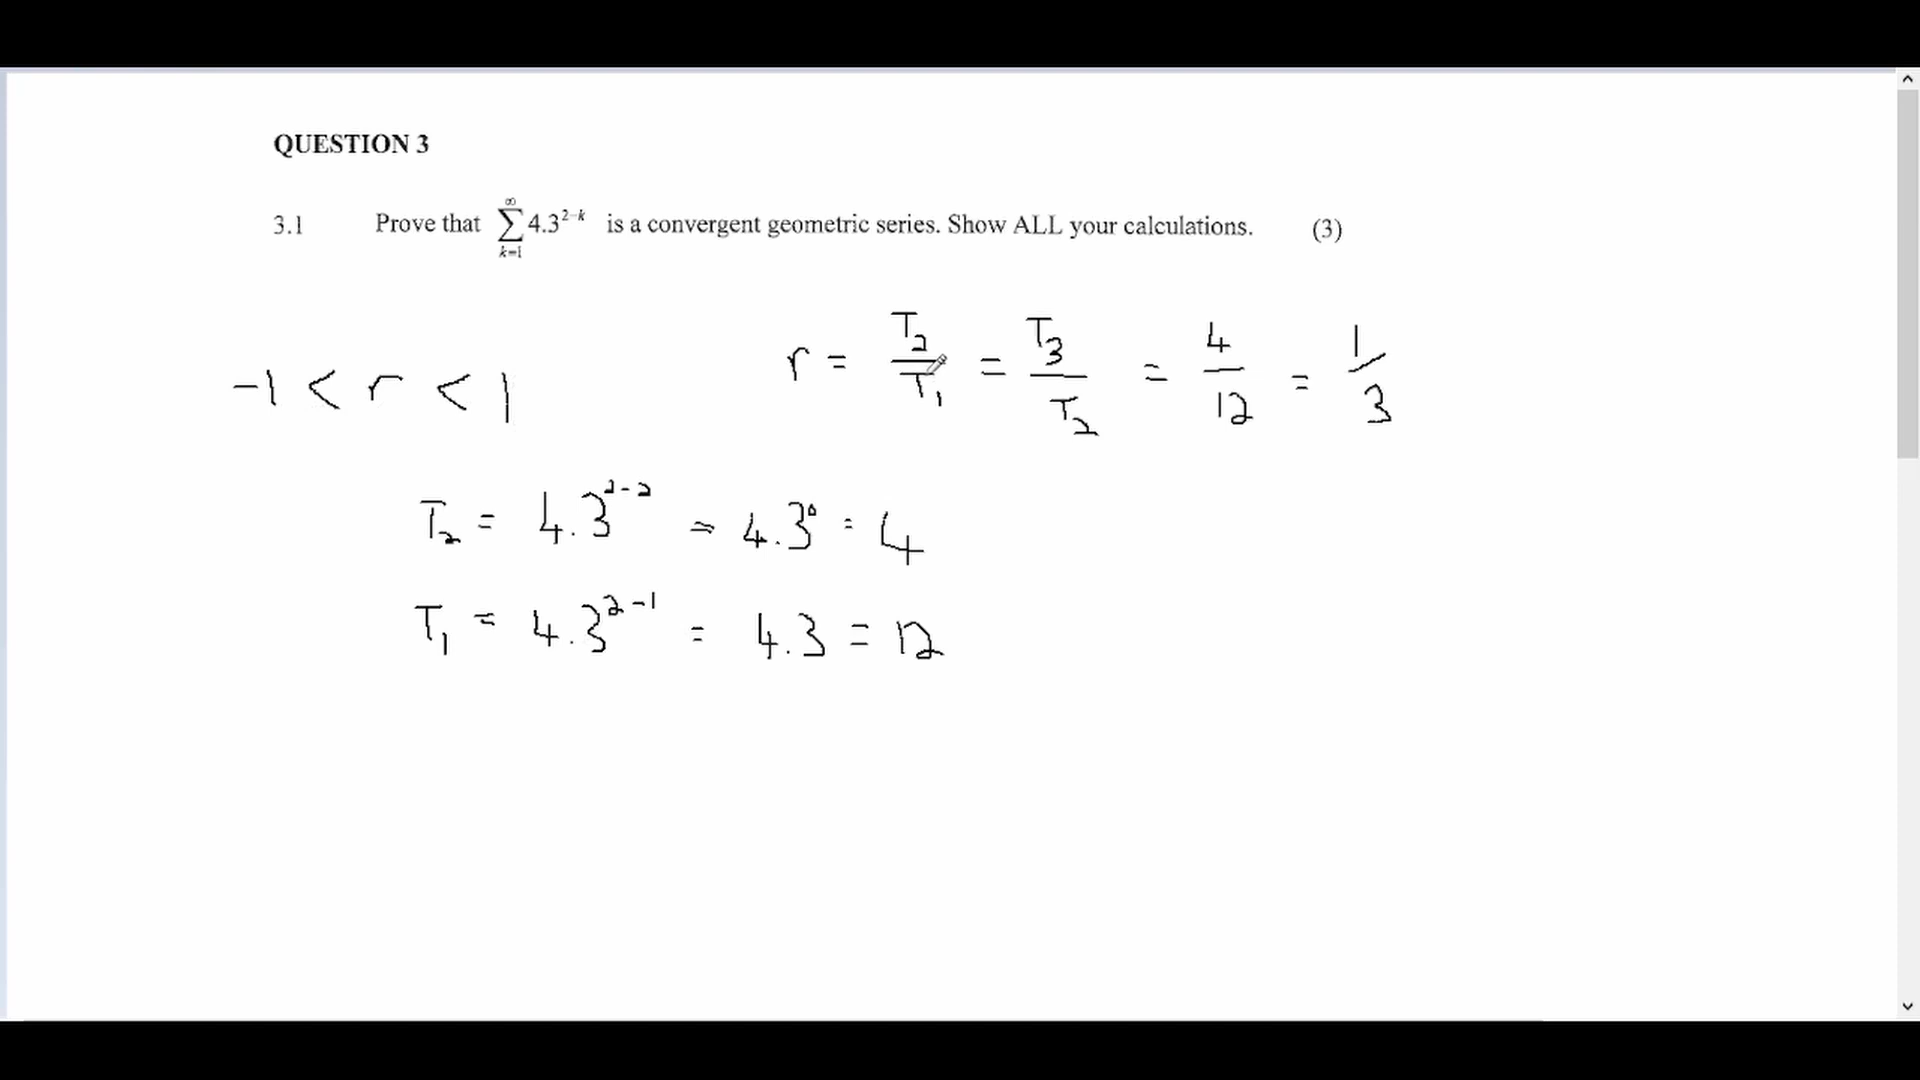 QUESTION 3
3.1 Prove that ∑_{k=1}^{∞} 4.3^{2-k} is a convergent geometric series. Show ALL your calculations. (3)
r = T₂/T₁ = T₃/T₂ = 4/12 = 1/3
-1 < r < 1
T₂ = 4.3^{2-2} = 4.3^{0} = 4
T₁ = 4.3^{2-1} = 4.3 = 12